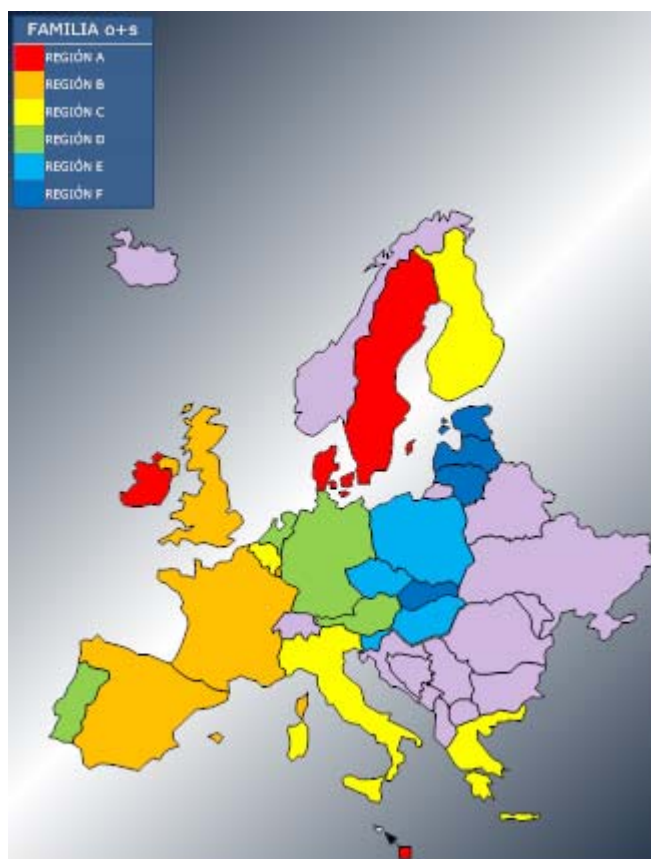 FAMILIA o+s
REGIÓN A
REGIÓN B
REGIÓN C
REGIÓN D
REGIÓN E
REGIÓN F